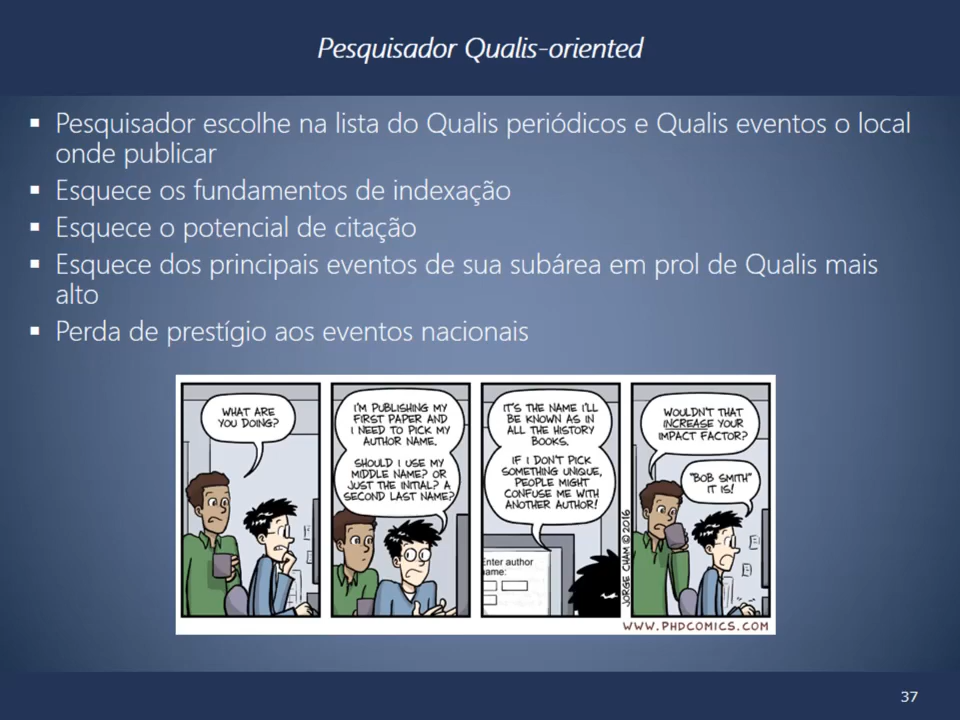 Pesquisador Qualis-oriented
▪ Pesquisador escolhe na lista do Qualis periódicos e Qualis eventos o local
onde publicar
▪ Esquece os fundamentos de indexação
▪ Esquece o potencial de citação
▪ Esquece dos principais eventos de sua subárea em prol de Qualis mais
alto
▪ Perda de prestígio aos eventos nacionais
WHAT ARE
YOU DOING?
I'M PUBLISHING MY
FIRST PAPER AND
I NEED TO PICK MY
AUTHOR NAME.
SHOULD I USE MY
MIDDLE NAME? OR
JUST THE INITIAL? A
SECOND LAST NAME?
IT'S THE NAME I'LL
BE KNOWN AS IN
ALL THE HISTORY
BOOKS.
IF I DON'T PICK
SOMETHING UNIQUE,
PEOPLE MIGHT
CONFUSE ME WITH
ANOTHER AUTHOR!
Enter author
name:
WOULDN'T THAT
INCREASE YOUR
IMPACT FACTOR?
"BOB SMITH"
IT IS!
JORGE CHAM © 2016
WWW.PHDCOMICS.COM
37